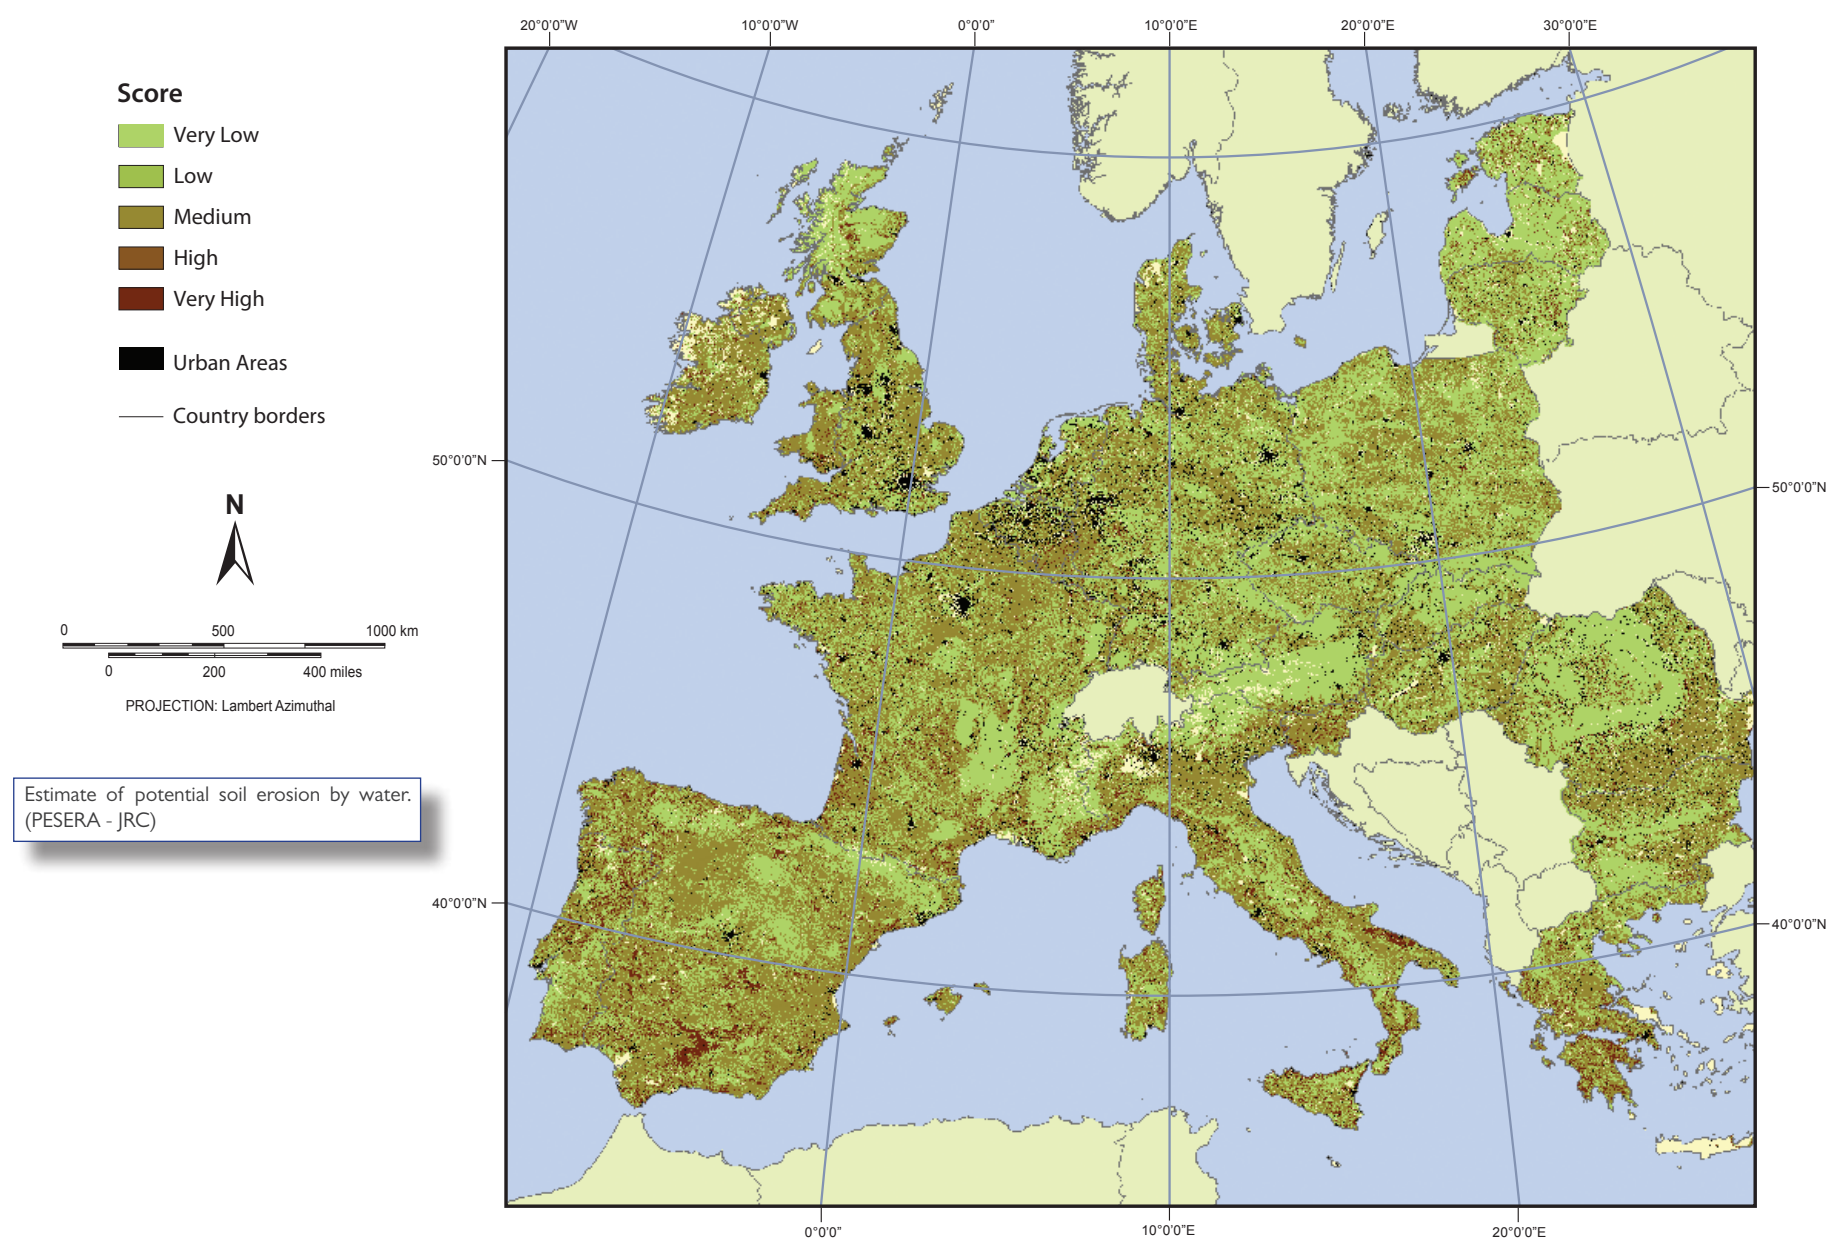 20°0'0"W 10°0'0"W 0°0'0" 10°0'0"E 20°0'0"E 30°0'0"E
Score
Very Low
Low
Medium
High
Very High
Urban Areas
Country borders
50°0'0"N
50°0'0"N
N
0 500 1000 km
0 200 400 miles
PROJECTION: Lambert Azimuthal
Estimate of potential soil erosion by water.
(PESERA - JRC)
40°0'0"N
40°0'0"N
0°0'0" 10°0'0"E 20°0'0"E